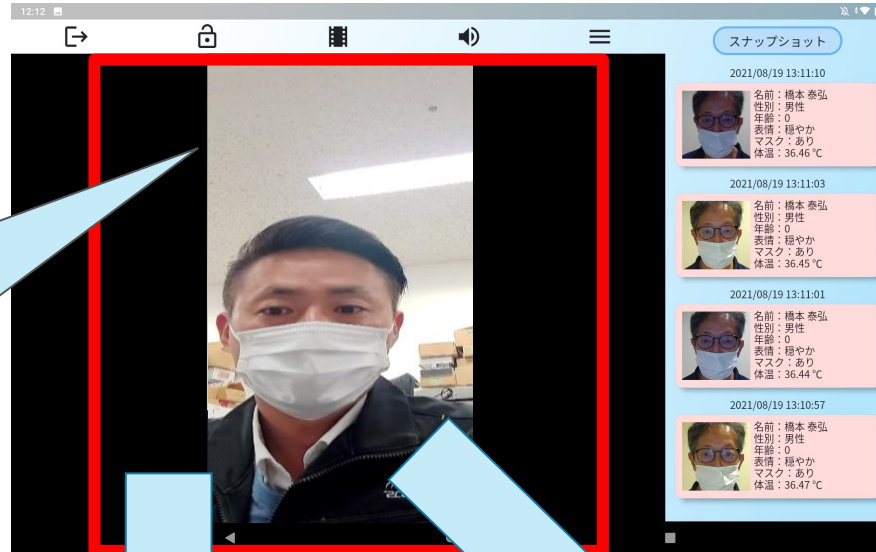 12:12
スナップショット
2021/08/19 13:11:10
名前：橋本 泰弘
性別：男性
年齢：0
表情：穏やか
マスク：あり
体温：36.46 ℃
2021/08/19 13:11:03
名前：橋本 泰弘
性別：男性
年齢：0
表情：穏やか
マスク：あり
体温：36.45 ℃
2021/08/19 13:11:01
名前：橋本 泰弘
性別：男性
年齢：0
表情：穏やか
マスク：あり
体温：36.44 ℃
2021/08/19 13:10:57
名前：橋本 泰弘
性別：男性
年齢：0
表情：穏やか
マスク：あり
体温：36.47 ℃